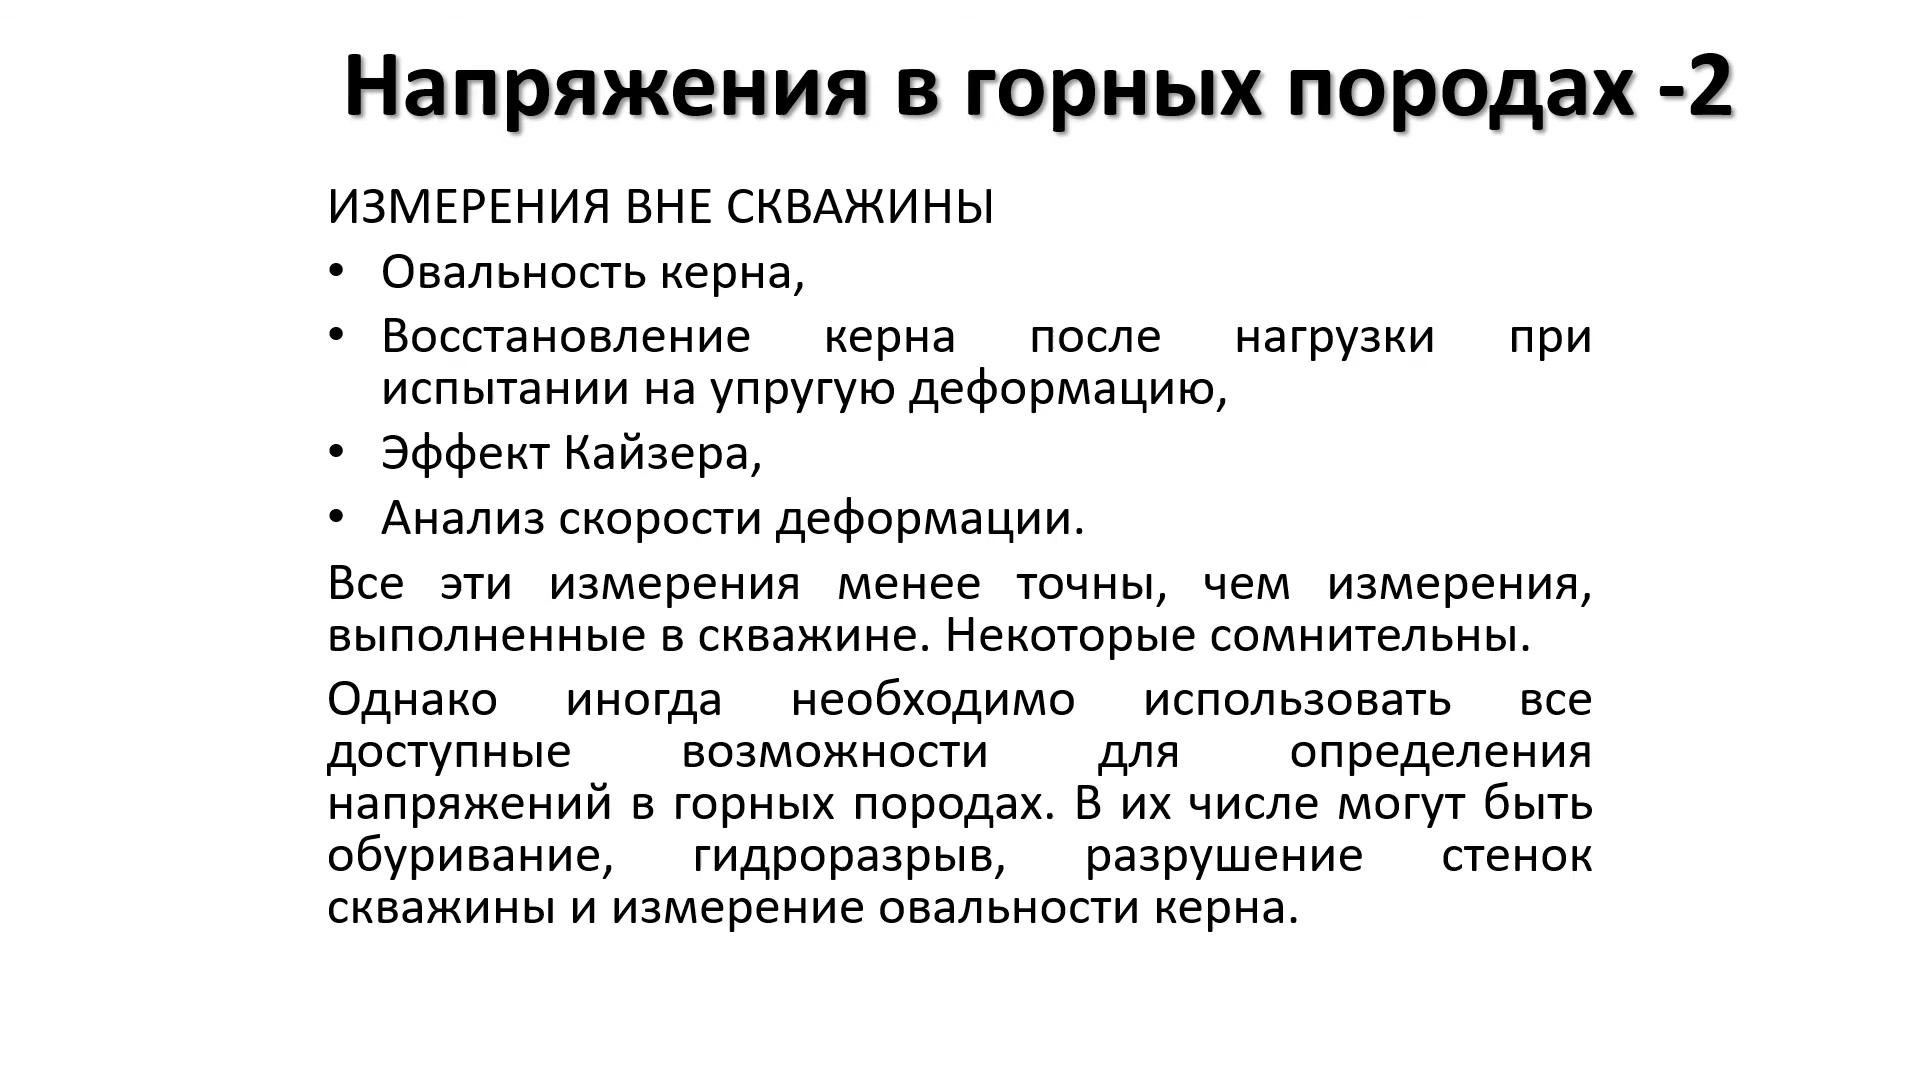 Напряжения в горных породах -2
ИЗМЕРЕНИЯ ВНЕ СКВАЖИНЫ
• Овальность керна,
• Восстановление керна после нагрузки при
испытании на упругую деформацию,
• Эффект Кайзера,
• Анализ скорости деформации.
Все эти измерения менее точны, чем измерения,
выполненные в скважине. Некоторые сомнительны.
Однако иногда необходимо использовать все
доступные возможности для определения
напряжений в горных породах. В их числе могут быть
обуривание, гидроразрыв, разрушение стенок
скважины и измерение овальности керна.